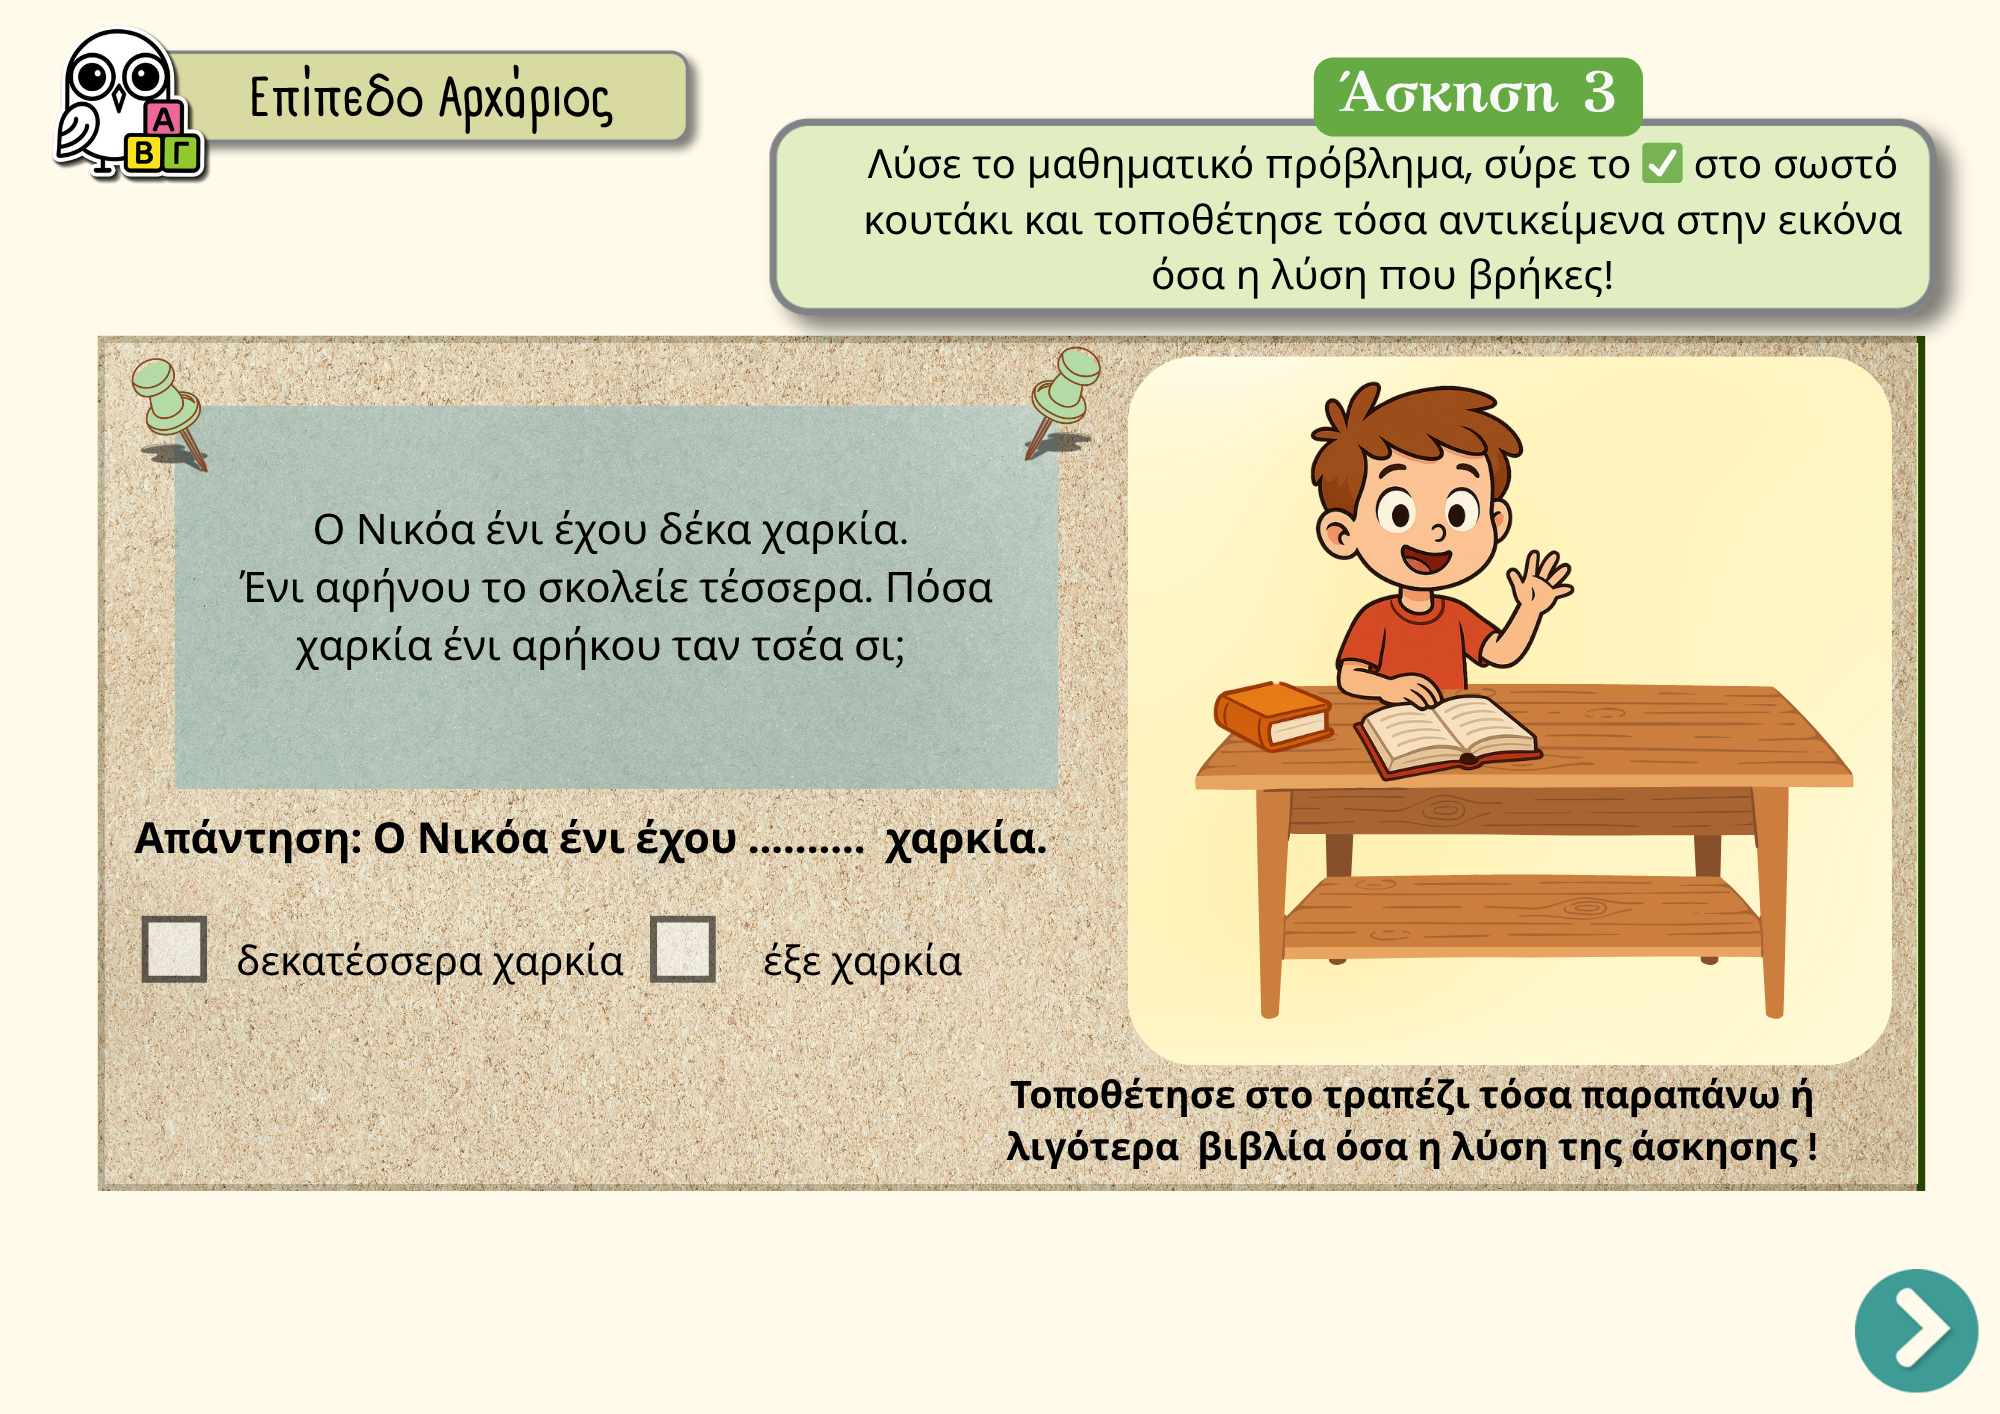 Επίπεδο Αρχάριος
Α
Β Γ
Άσκηση 3
Λύσε το μαθηματικό πρόβλημα, σύρε το ✅ στο σωστό
κουτάκι και τοποθέτησε τόσα αντικείμενα στην εικόνα
όσα η λύση που βρήκες!
Ο Νικόα ένι έχου δέκα χαρκία.
Ένι αφήνου το σκολείε τέσσερα. Πόσα
χαρκία ένι αρήκου ταν τσέα σι;
Απάντηση: Ο Νικόα ένι έχου .......... χαρκία.
δεκατέσσερα χαρκία
έξε χαρκία
Τοποθέτησε στο τραπέζι τόσα παραπάνω ή
λιγότερα βιβλία όσα η λύση της άσκησης !